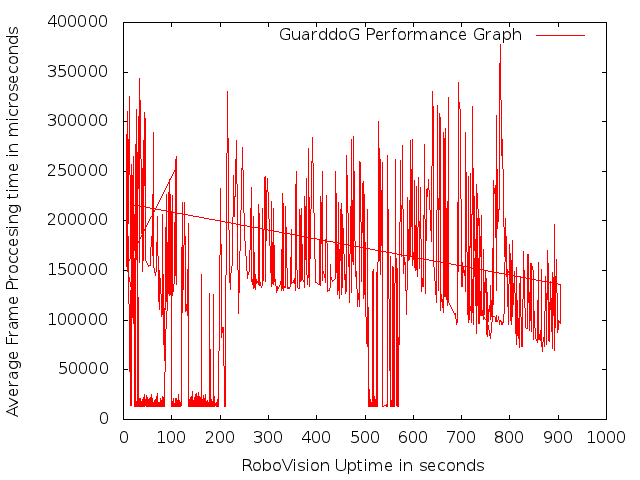 GuarddoG Performance Graph
Average Frame Proccesing time in microseconds
400000
350000
300000
250000
200000
150000
100000
50000
0
0 100 200 300 400 500 600 700 800 900 1000
RoboVision Uptime in seconds